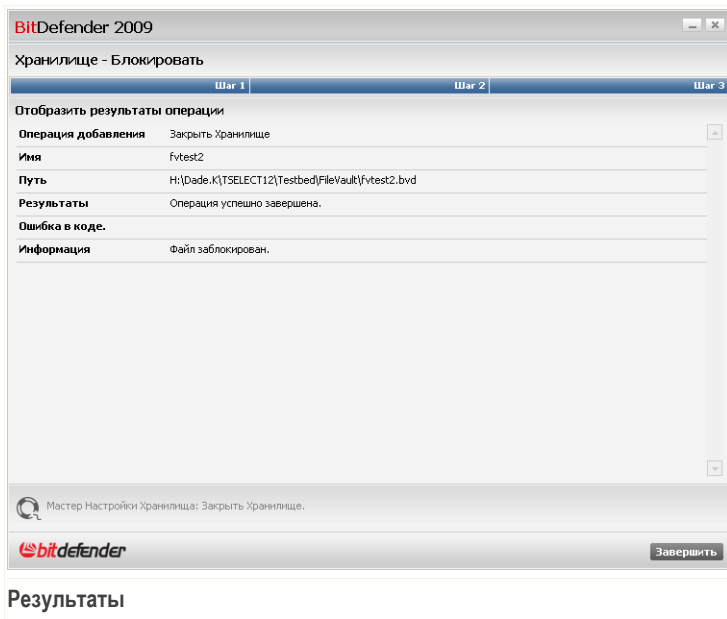 BitDefender 2009
Хранилище - Блокировать
Шаг 1 Шаг 2 Шаг 3
Отобразить результаты операции
Операция добавления Закрыть Хранилище
Имя fvtest2
Путь H:\Dade.K\TSELECT12\Testbed\FileVault\fvtest2.bvd
Результаты Операция успешно завершена.
Ошибка в коде.
Информация Файл заблокирован.
Мастер Настройки Хранилища: Закрыть Хранилище.
bitdefender
Завершить
Результаты